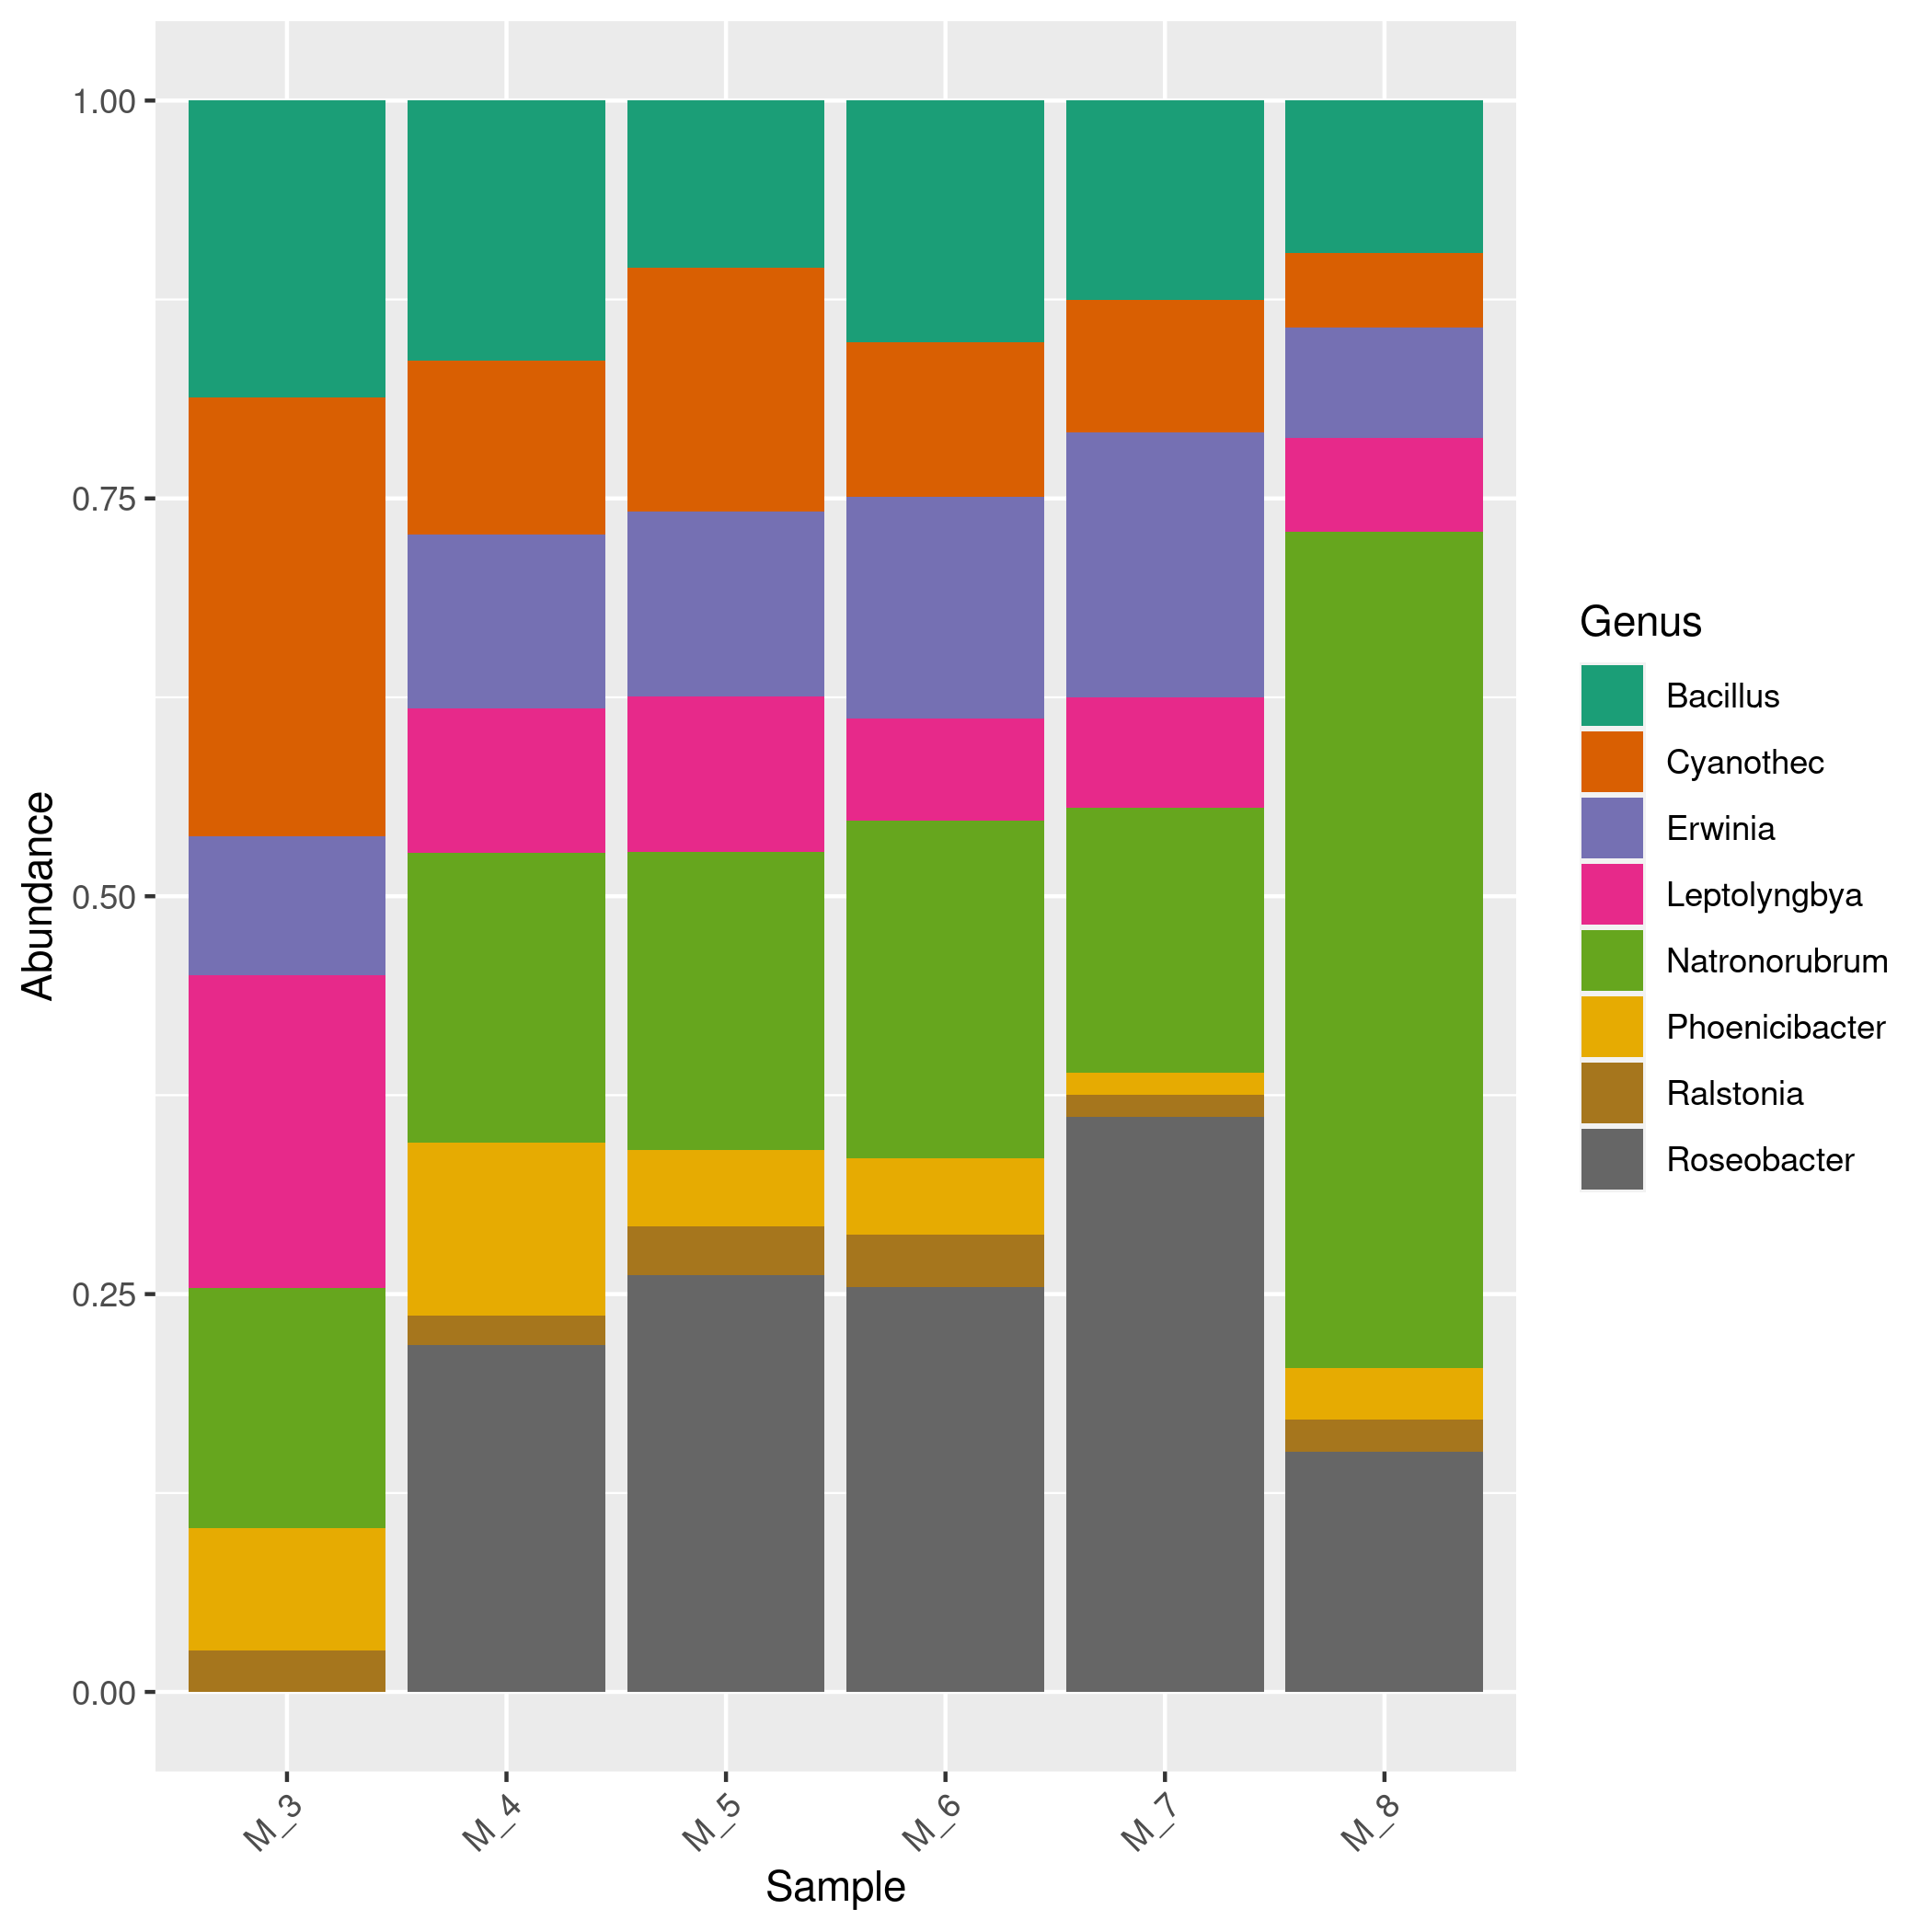 Abundance
1.00
0.75
0.50
0.25
0.00
M_3
M_4
M_5
M_6
M_7
M_8
Sample
Genus
Bacillus
Cyanothec
Erwinia
Leptolyngbya
Natronorubrum
Phoenicibacter
Ralstonia
Roseobacter